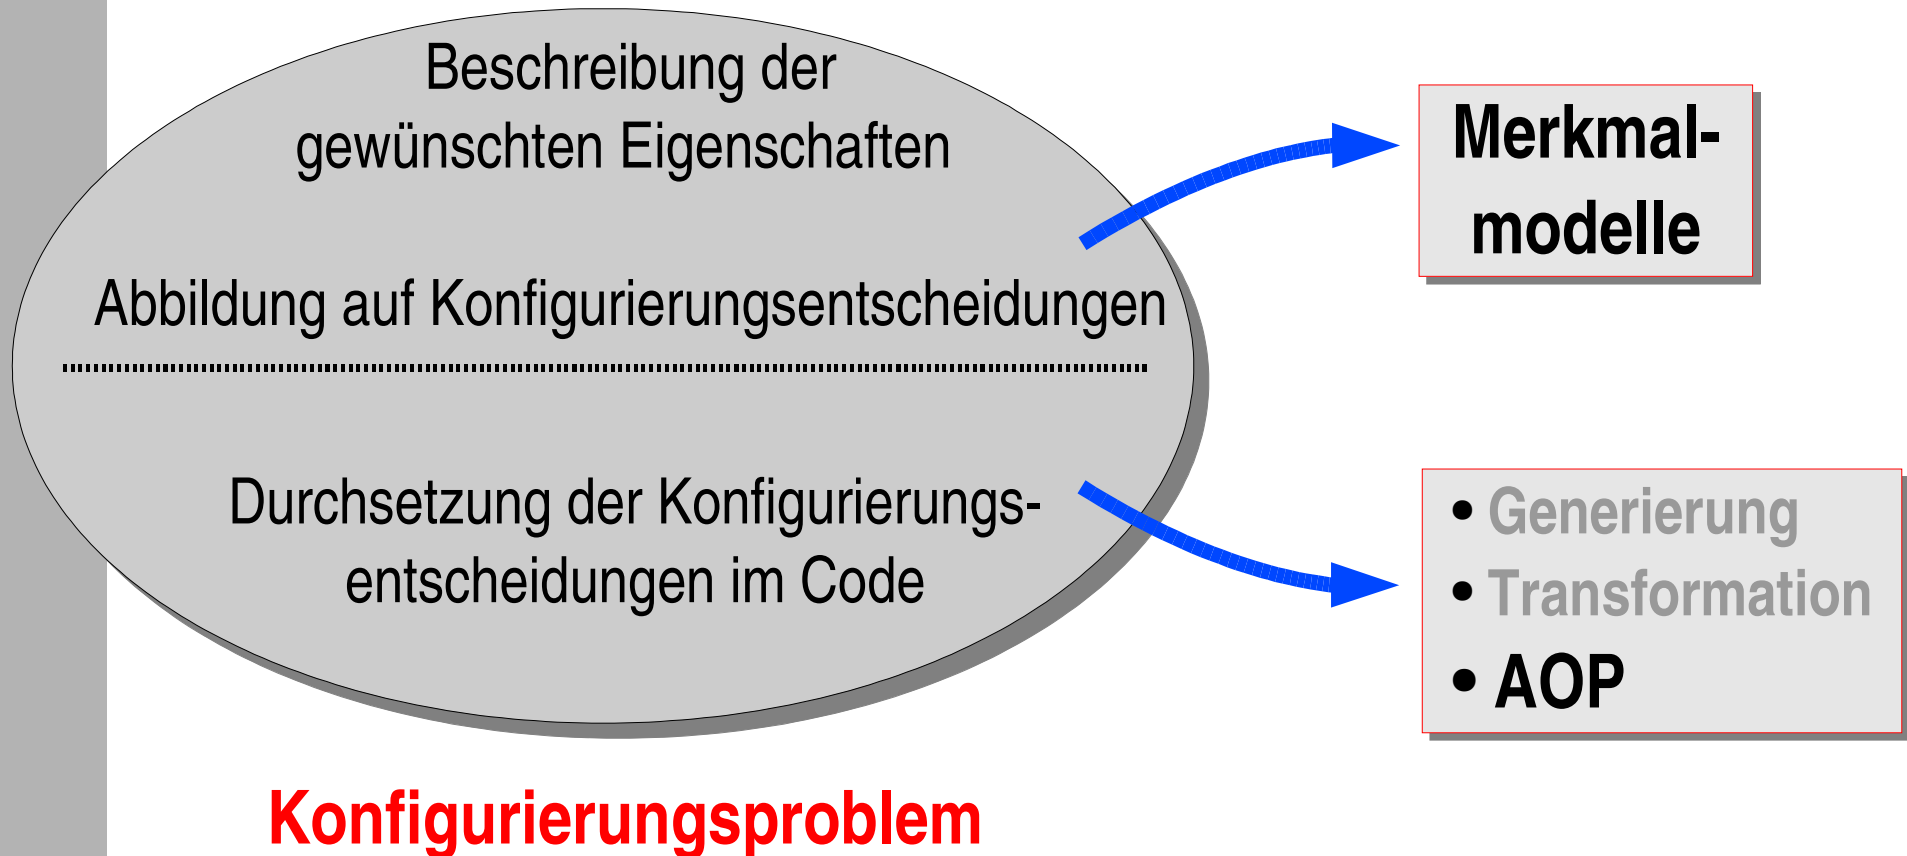 Beschreibung der
gewünschten Eigenschaften
Abbildung auf Konfigurierungsentscheidungen
Durchsetzung der Konfigurierungs-
entscheidungen im Code
Konfigurierungsproblem
Merkmal-
modelle
• Generierung
• Transformation
• AOP